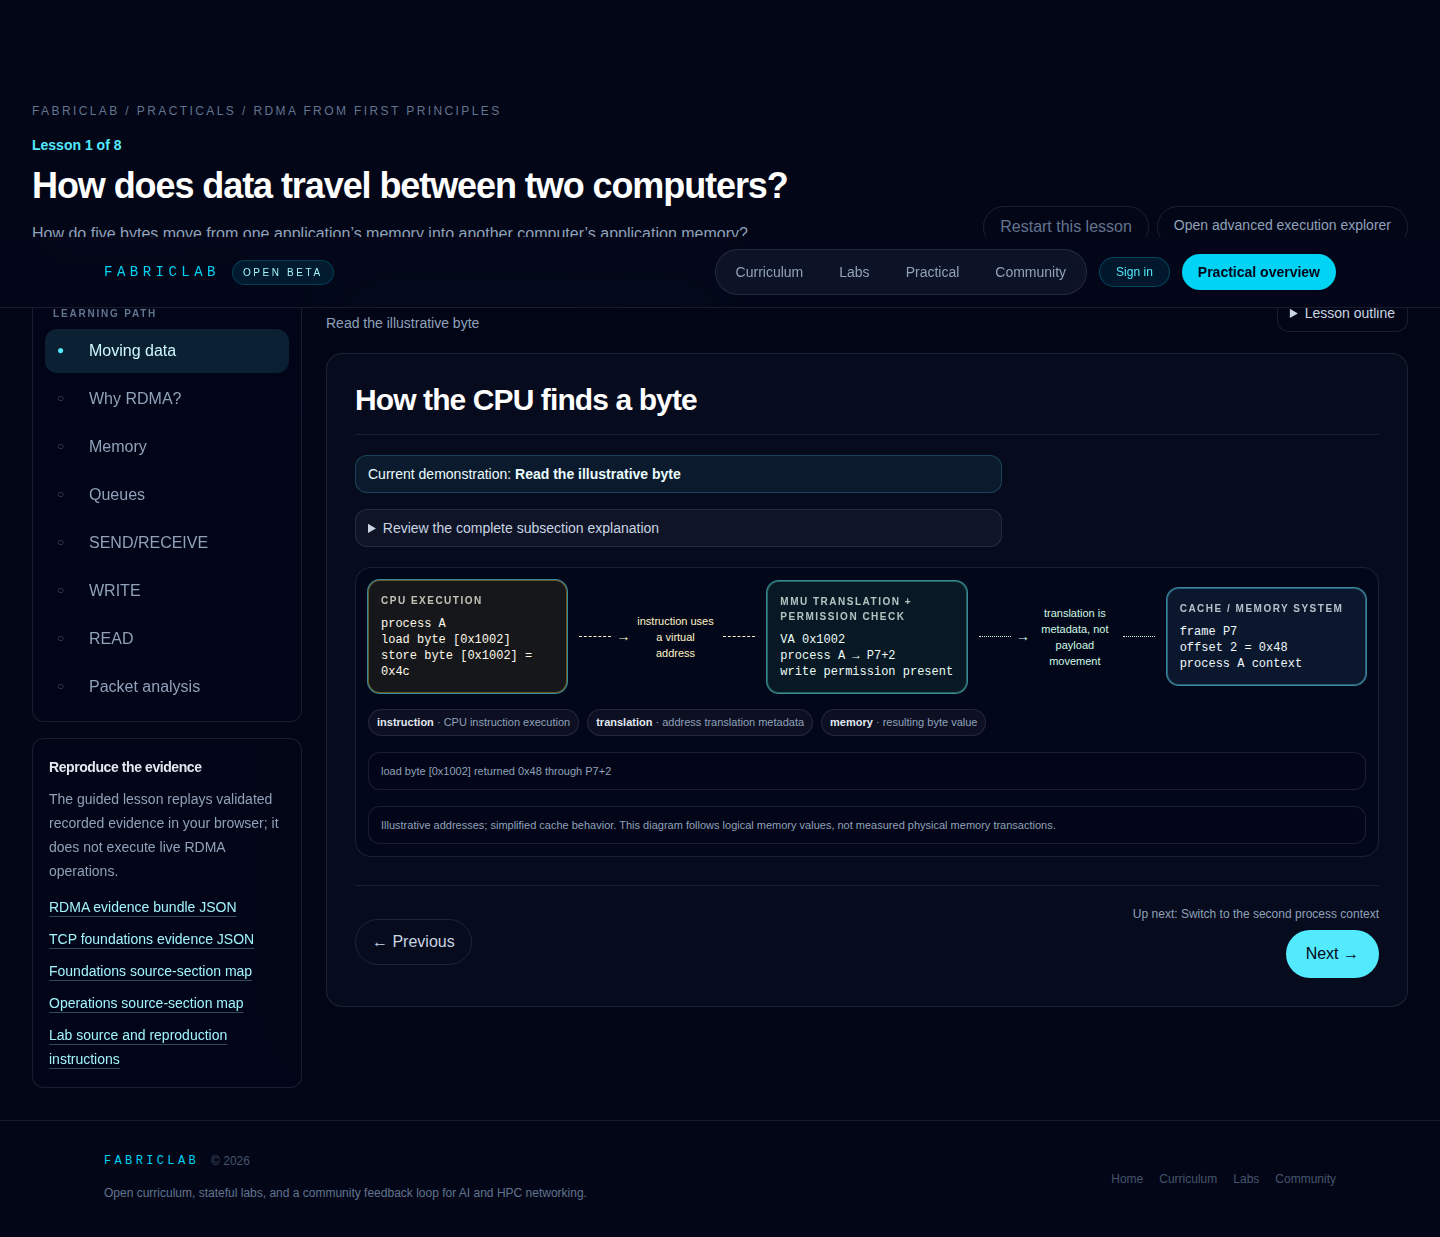 FABRICLAB / PRACTICALS / RDMA FROM FIRST PRINCIPLES
Lesson 1 of 8
How does data travel between two computers?
How do five bytes move from one application’s memory into another computer’s application memory?
Restart this lesson
Open advanced execution explorer
FABRICLAB
OPEN BETA
Curriculum
Labs
Practical
Community
Sign in
Practical overview
LEARNING PATH
• Moving data
○ Why RDMA?
○ Memory
○ Queues
○ SEND/RECEIVE
○ WRITE
○ READ
○ Packet analysis
Reproduce the evidence
The guided lesson replays validated
recorded evidence in your browser; it
does not execute live RDMA
operations.
RDMA evidence bundle JSON
TCP foundations evidence JSON
Foundations source-section map
Operations source-section map
Lab source and reproduction
instructions
Read the illustrative byte
▶ Lesson outline
How the CPU finds a byte
Current demonstration: Read the illustrative byte
▶ Review the complete subsection explanation
CPU EXECUTION
process A
load byte [0x1002]
store byte [0x1002] =
0x4c
→
instruction uses
a virtual
address
MMU TRANSLATION +
PERMISSION CHECK
VA 0x1002
process A → P7+2
write permission present
→
translation is
metadata, not
payload
movement
CACHE / MEMORY SYSTEM
frame P7
offset 2 = 0x48
process A context
instruction · CPU instruction execution
translation · address translation metadata
memory · resulting byte value
load byte [0x1002] returned 0x48 through P7+2
Illustrative addresses; simplified cache behavior. This diagram follows logical memory values, not measured physical memory transactions.
← Previous
Up next: Switch to the second process context
Next →
FABRICLAB © 2026
Open curriculum, stateful labs, and a community feedback loop for AI and HPC networking.
Home
Curriculum
Labs
Community